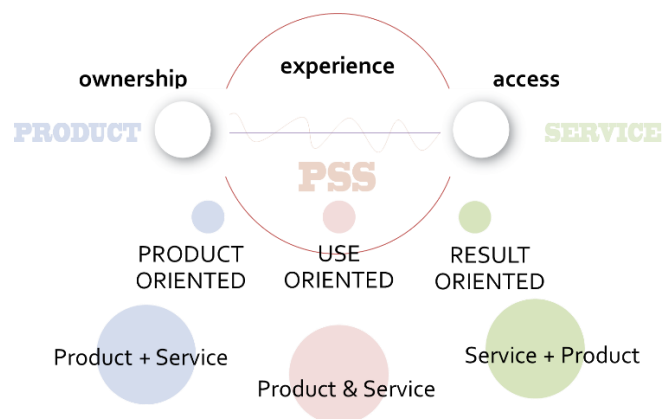 ownership
experience
access
PRODUCT
SERVICE
PSS
PRODUCT
ORIENTED
USE
ORIENTED
RESULT
ORIENTED
Product + Service
Product & Service
Service + Product